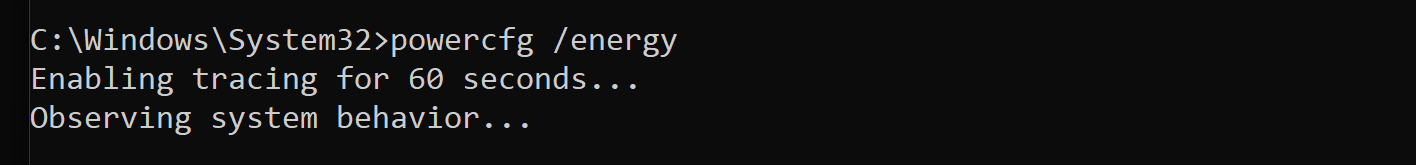 C:\Windows\System32>powercfg /energy
Enabling tracing for 60 seconds...
Observing system behavior...